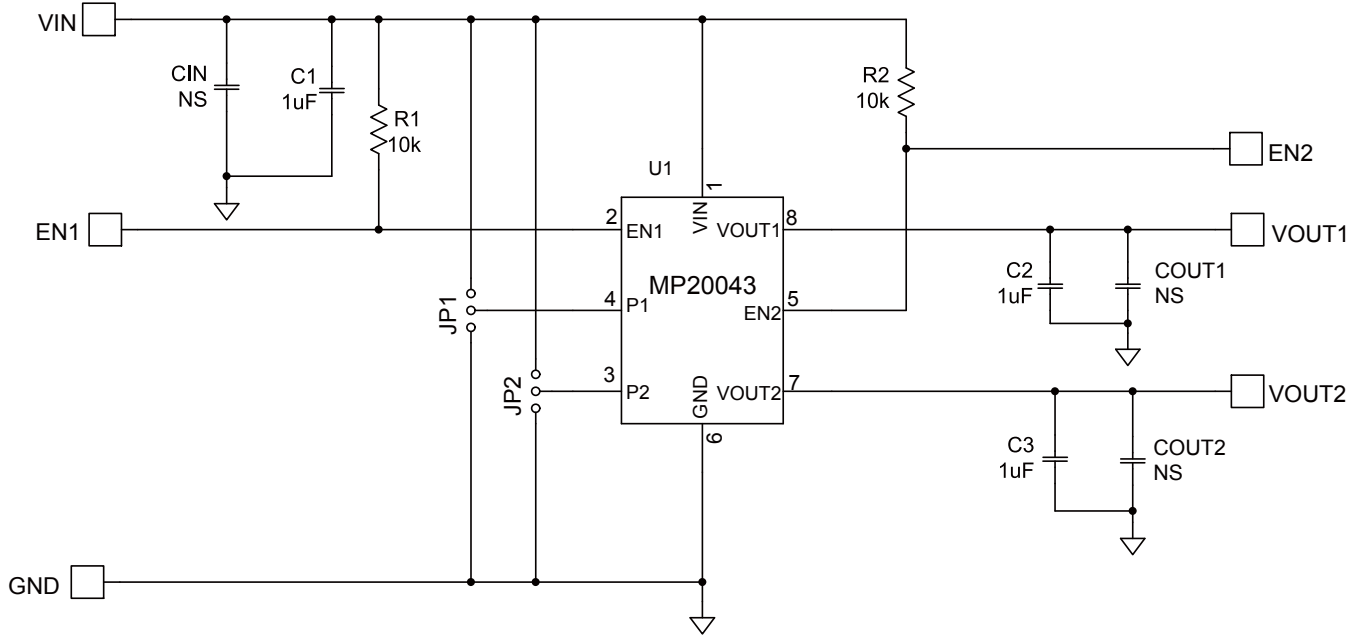 VIN
CIN
NS
C1
1uF
R1
10k
R2
10k
EN2
U1
1
VIN
EN1
2
EN1
VOUT1
8
VOUT1
MP20043
C2
1uF
COUT1
NS
JP1
4
P1
EN2
5
JP2
3
P2
GND
6
VOUT2
7
VOUT2
C3
1uF
COUT2
NS
GND